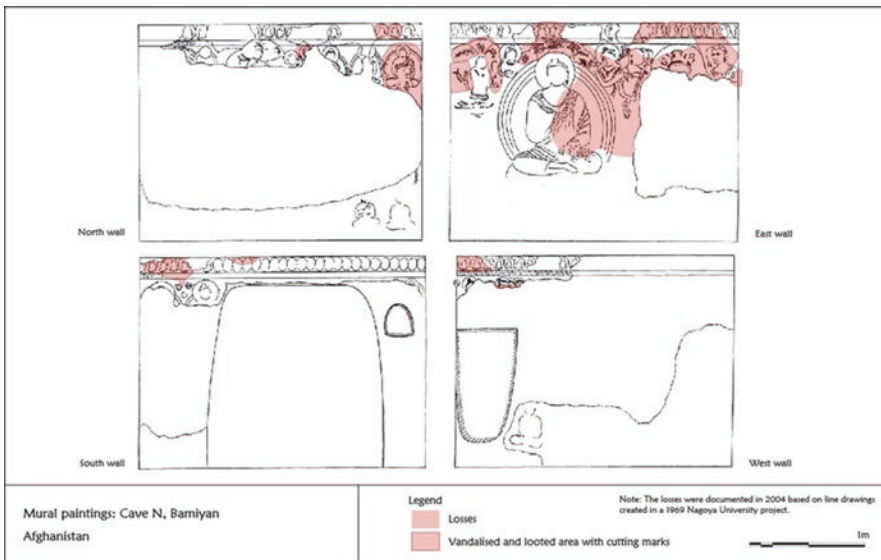 North wall
East wall
South wall
West wall
Mural paintings: Cave N, Bamiyan
Afghanistan
Legend
Losses
Vandalised and looted area with cutting marks
Note: The losses were documented in 2004 based on line drawings
created in a 1969 Nagoya University project.
1m